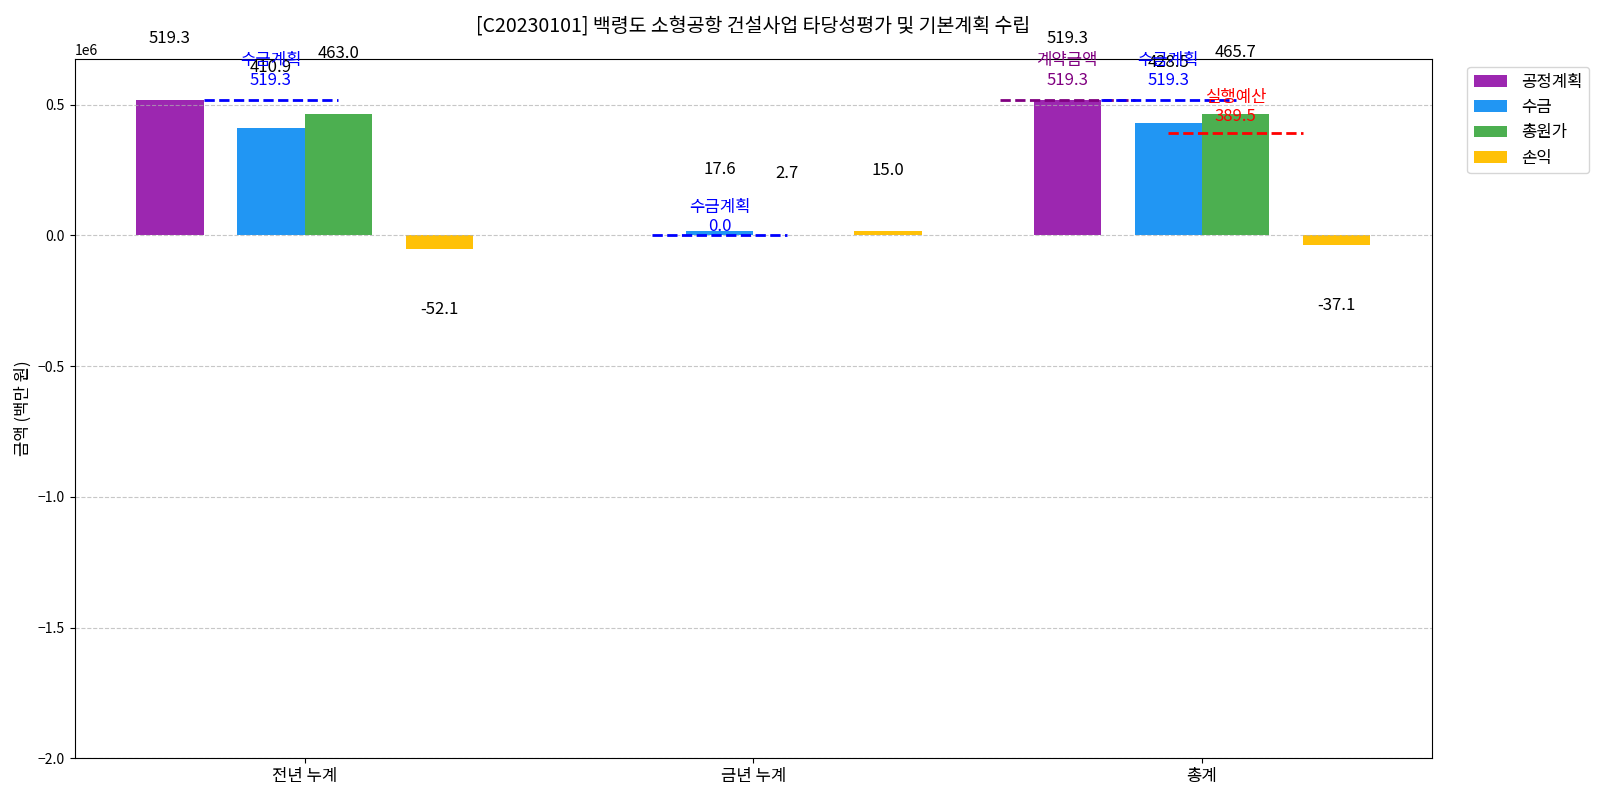 [C20230101] 백령도 소형공항 건설사업 타당성평가 및 기본계획 수립
1e6
519.3
수금계획
410.9
519.3
463.0
17.6
2.7
15.0
수금계획
0.0
519.3
계약금액
519.3
수금계획
519.3
465.7
실행예산
389.5
-52.1
-37.1
0.5
0.0
−0.5
−1.0
−1.5
−2.0
금액 (백만 원)
전년 누계
금년 누계
총계
공정계획
수금
총원가
손익